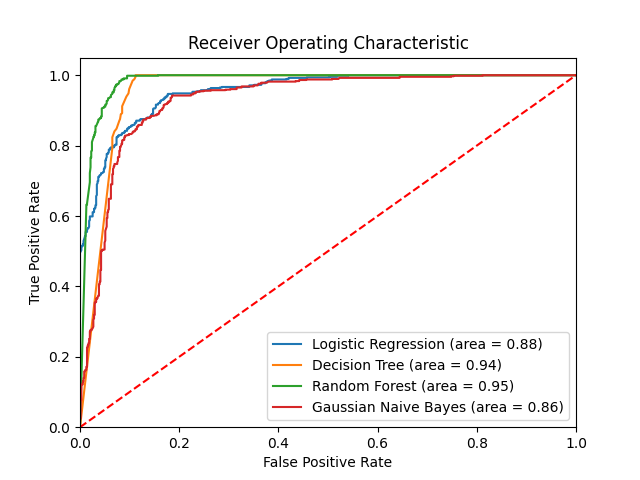 Receiver Operating Characteristic
True Positive Rate
1.0
0.8
0.6
0.4
0.2
0.0
Logistic Regression (area = 0.88)
Decision Tree (area = 0.94)
Random Forest (area = 0.95)
Gaussian Naive Bayes (area = 0.86)
0.0 0.2 0.4 0.6 0.8 1.0
False Positive Rate